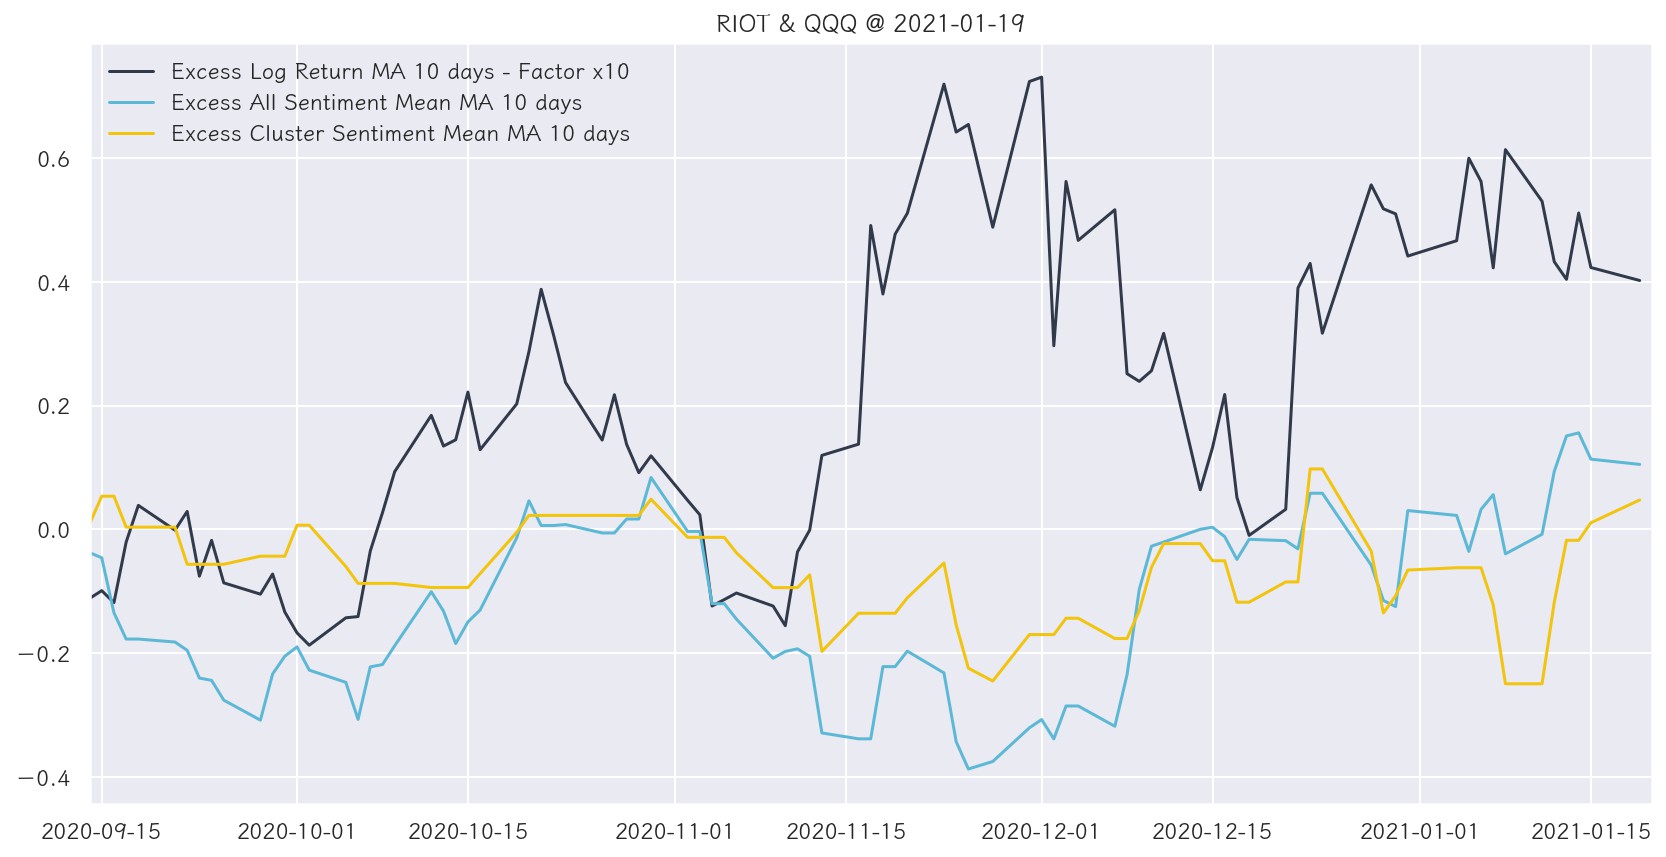 RIOT & QQQ @ 2021-01-19
Excess Log Return MA 10 days - Factor x10
Excess All Sentiment Mean MA 10 days
Excess Cluster Sentiment Mean MA 10 days
0.6
0.4
0.2
0.0
−0.2
−0.4
2020-09-15 2020-10-01 2020-10-15 2020-11-01 2020-11-15 2020-12-01 2020-12-15 2021-01-01 2021-01-15